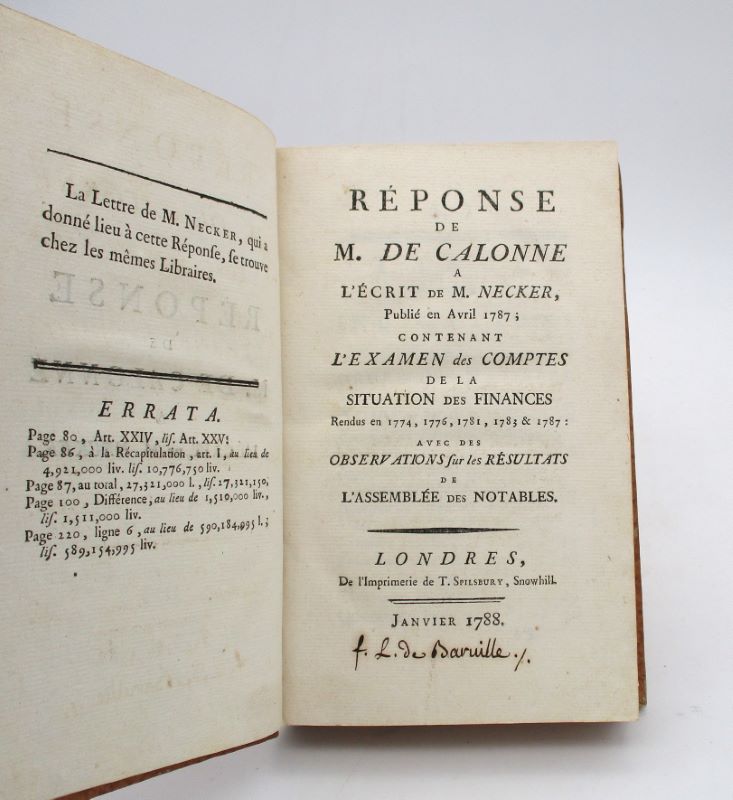 La Lettre de M. NECKER, qui a
donné lieu à cette Réponſe, ſe trouve
chez les mêmes Libraires.
ERRATA.
Page 80, Art. XXIV, liſ. Art. XXV:
Page 86, à la Récapitulation, art. I, au lieu de
4,921,000 liv. liſ. 10,776,750 liv.
Page 87, au total, 27,321,000 l., liſ. 27,321,150,
Page 100, Différence, au lieu de 1,510,000 liv.,
liſ. 1,511,000 liv.
Page 220, ligne 6, au lieu de 590,184,995 l.;
liſ. 589,154,995 liv.
RÉPONSE
DE
M. DE CALONNE
A
L'ÉCRIT DE M. NECKER,
Publié en Avril 1787;
CONTENANT
L'EXAMEN des COMPTES
DE LA
SITUATION DES FINANCES
Rendus en 1774, 1776, 1781, 1783 & 1787:
AVEC DES
OBSERVATIONS ſur les RÉSULTATS
DE
L'ASSEMBLÉE DES NOTABLES.
LONDRES,
De l'Imprimerie de T. SPILSBURY, Snowhill.
JANVIER 1788.
f. L. de Baruille ./.